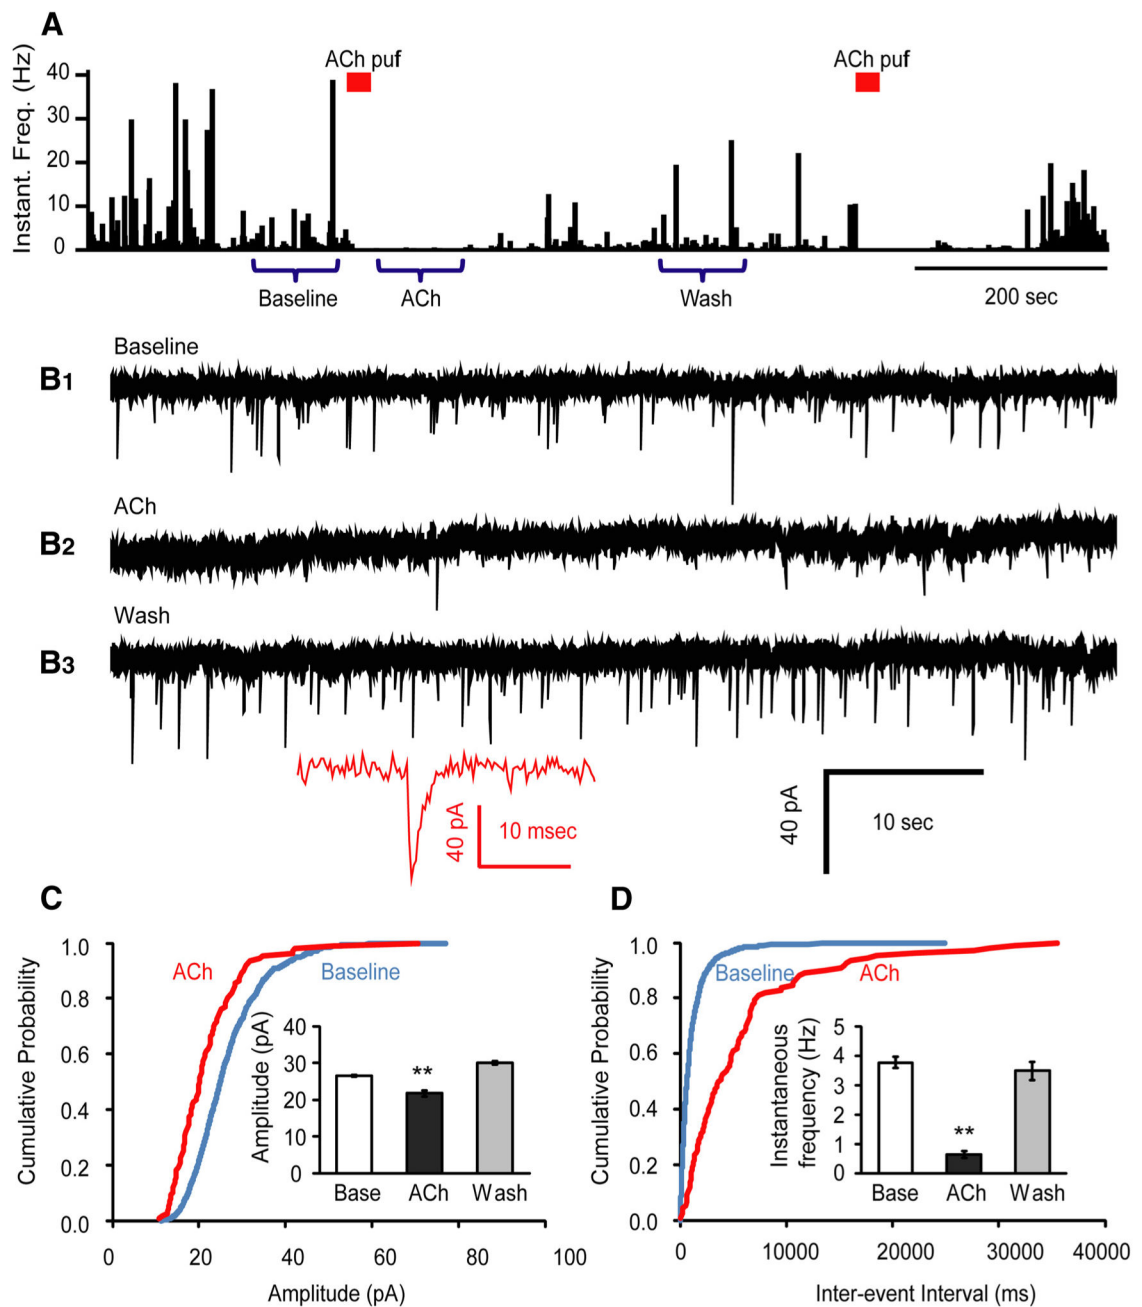 A
ACh puf
ACh puf
Instant. Freq. (Hz)
40
30
20
10
0
Baseline
ACh
Wash
200 sec
Baseline
B1
ACh
B2
Wash
B3
40 pA
10 msec
40 pA
10 sec
C
Cumulative Probability
1.0
0.8
0.6
0.4
0.2
0.0
ACh
Baseline
Amplitude (pA)
40
30
20
10
0
**
Base
ACh
Wash
0
20
40
60
80
100
Amplitude (pA)
D
Cumulative Probability
1.0
0.8
0.6
0.4
0.2
0.0
Baseline
ACh
Instantaneous
frequency (Hz)
5
4
3
2
1
0
**
Base
ACh
Wash
0
10000
20000
30000
40000
Inter-event Interval (ms)